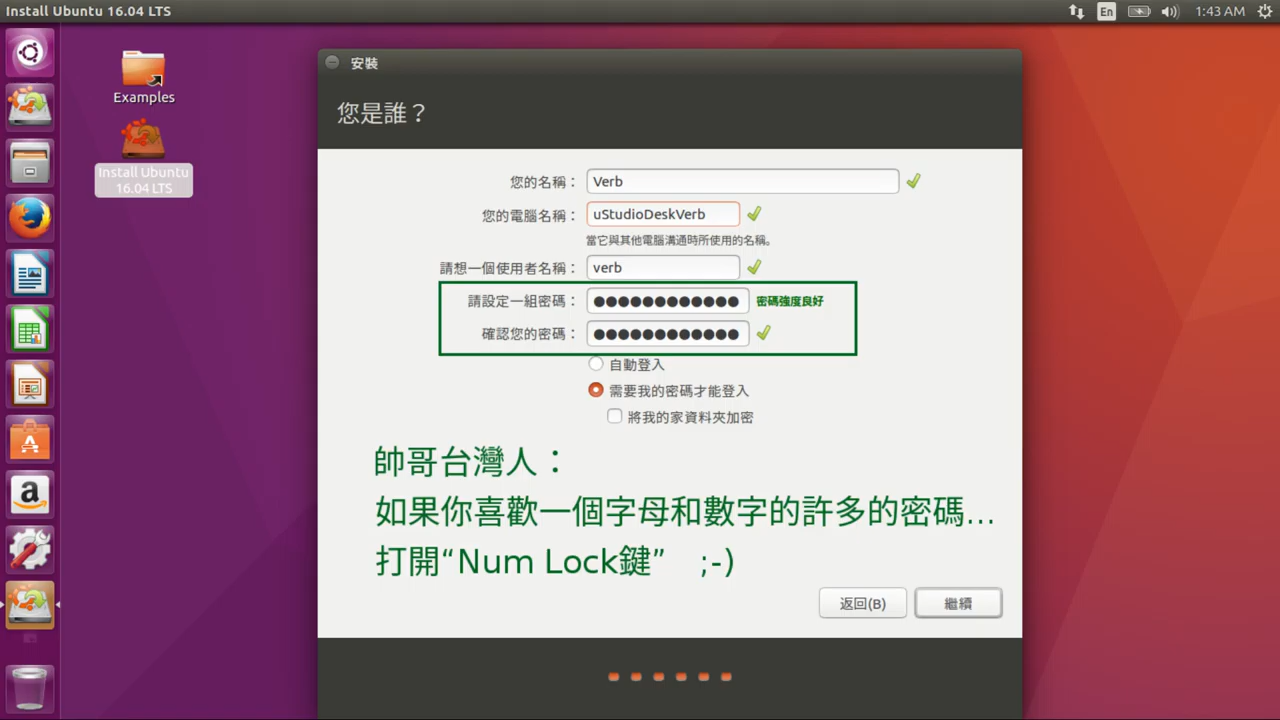 Install Ubuntu 16.04 LTS
En
1:43 AM
Examples
Install Ubuntu
16.04 LTS
安裝
您是誰？
您的名稱：
Verb
您的電腦名稱：
uStudioDeskVerb
當它與其他電腦溝通時所使用的名稱。
請想一個使用者名稱：
verb
請設定一組密碼：
密碼強度良好
確認您的密碼：
自動登入
需要我的密碼才能登入
將我的家資料夾加密
帥哥台灣人：
如果你喜歡一個字母和數字的許多的密碼...
打開“Num Lock鍵” ;-)
返回(B)
繼續